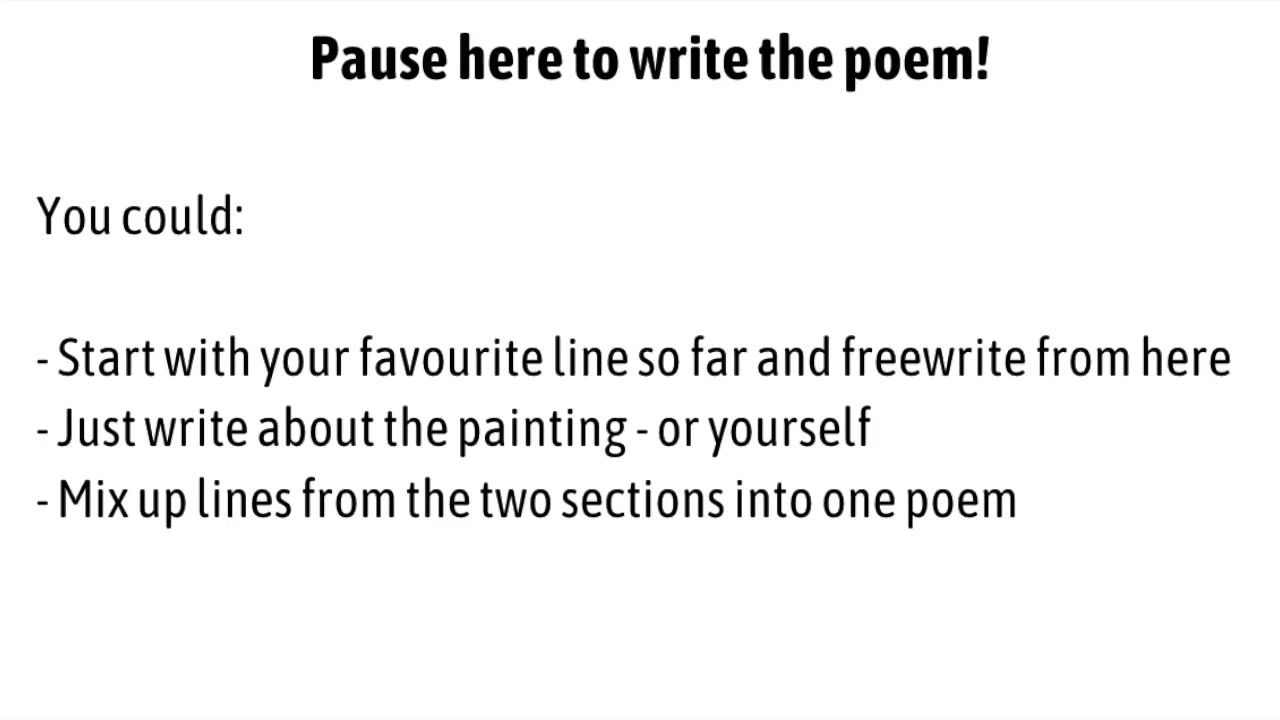 Pause here to write the poem!
You could:
- Start with your favourite line so far and freewrite from here
- Just write about the painting - or yourself
- Mix up lines from the two sections into one poem